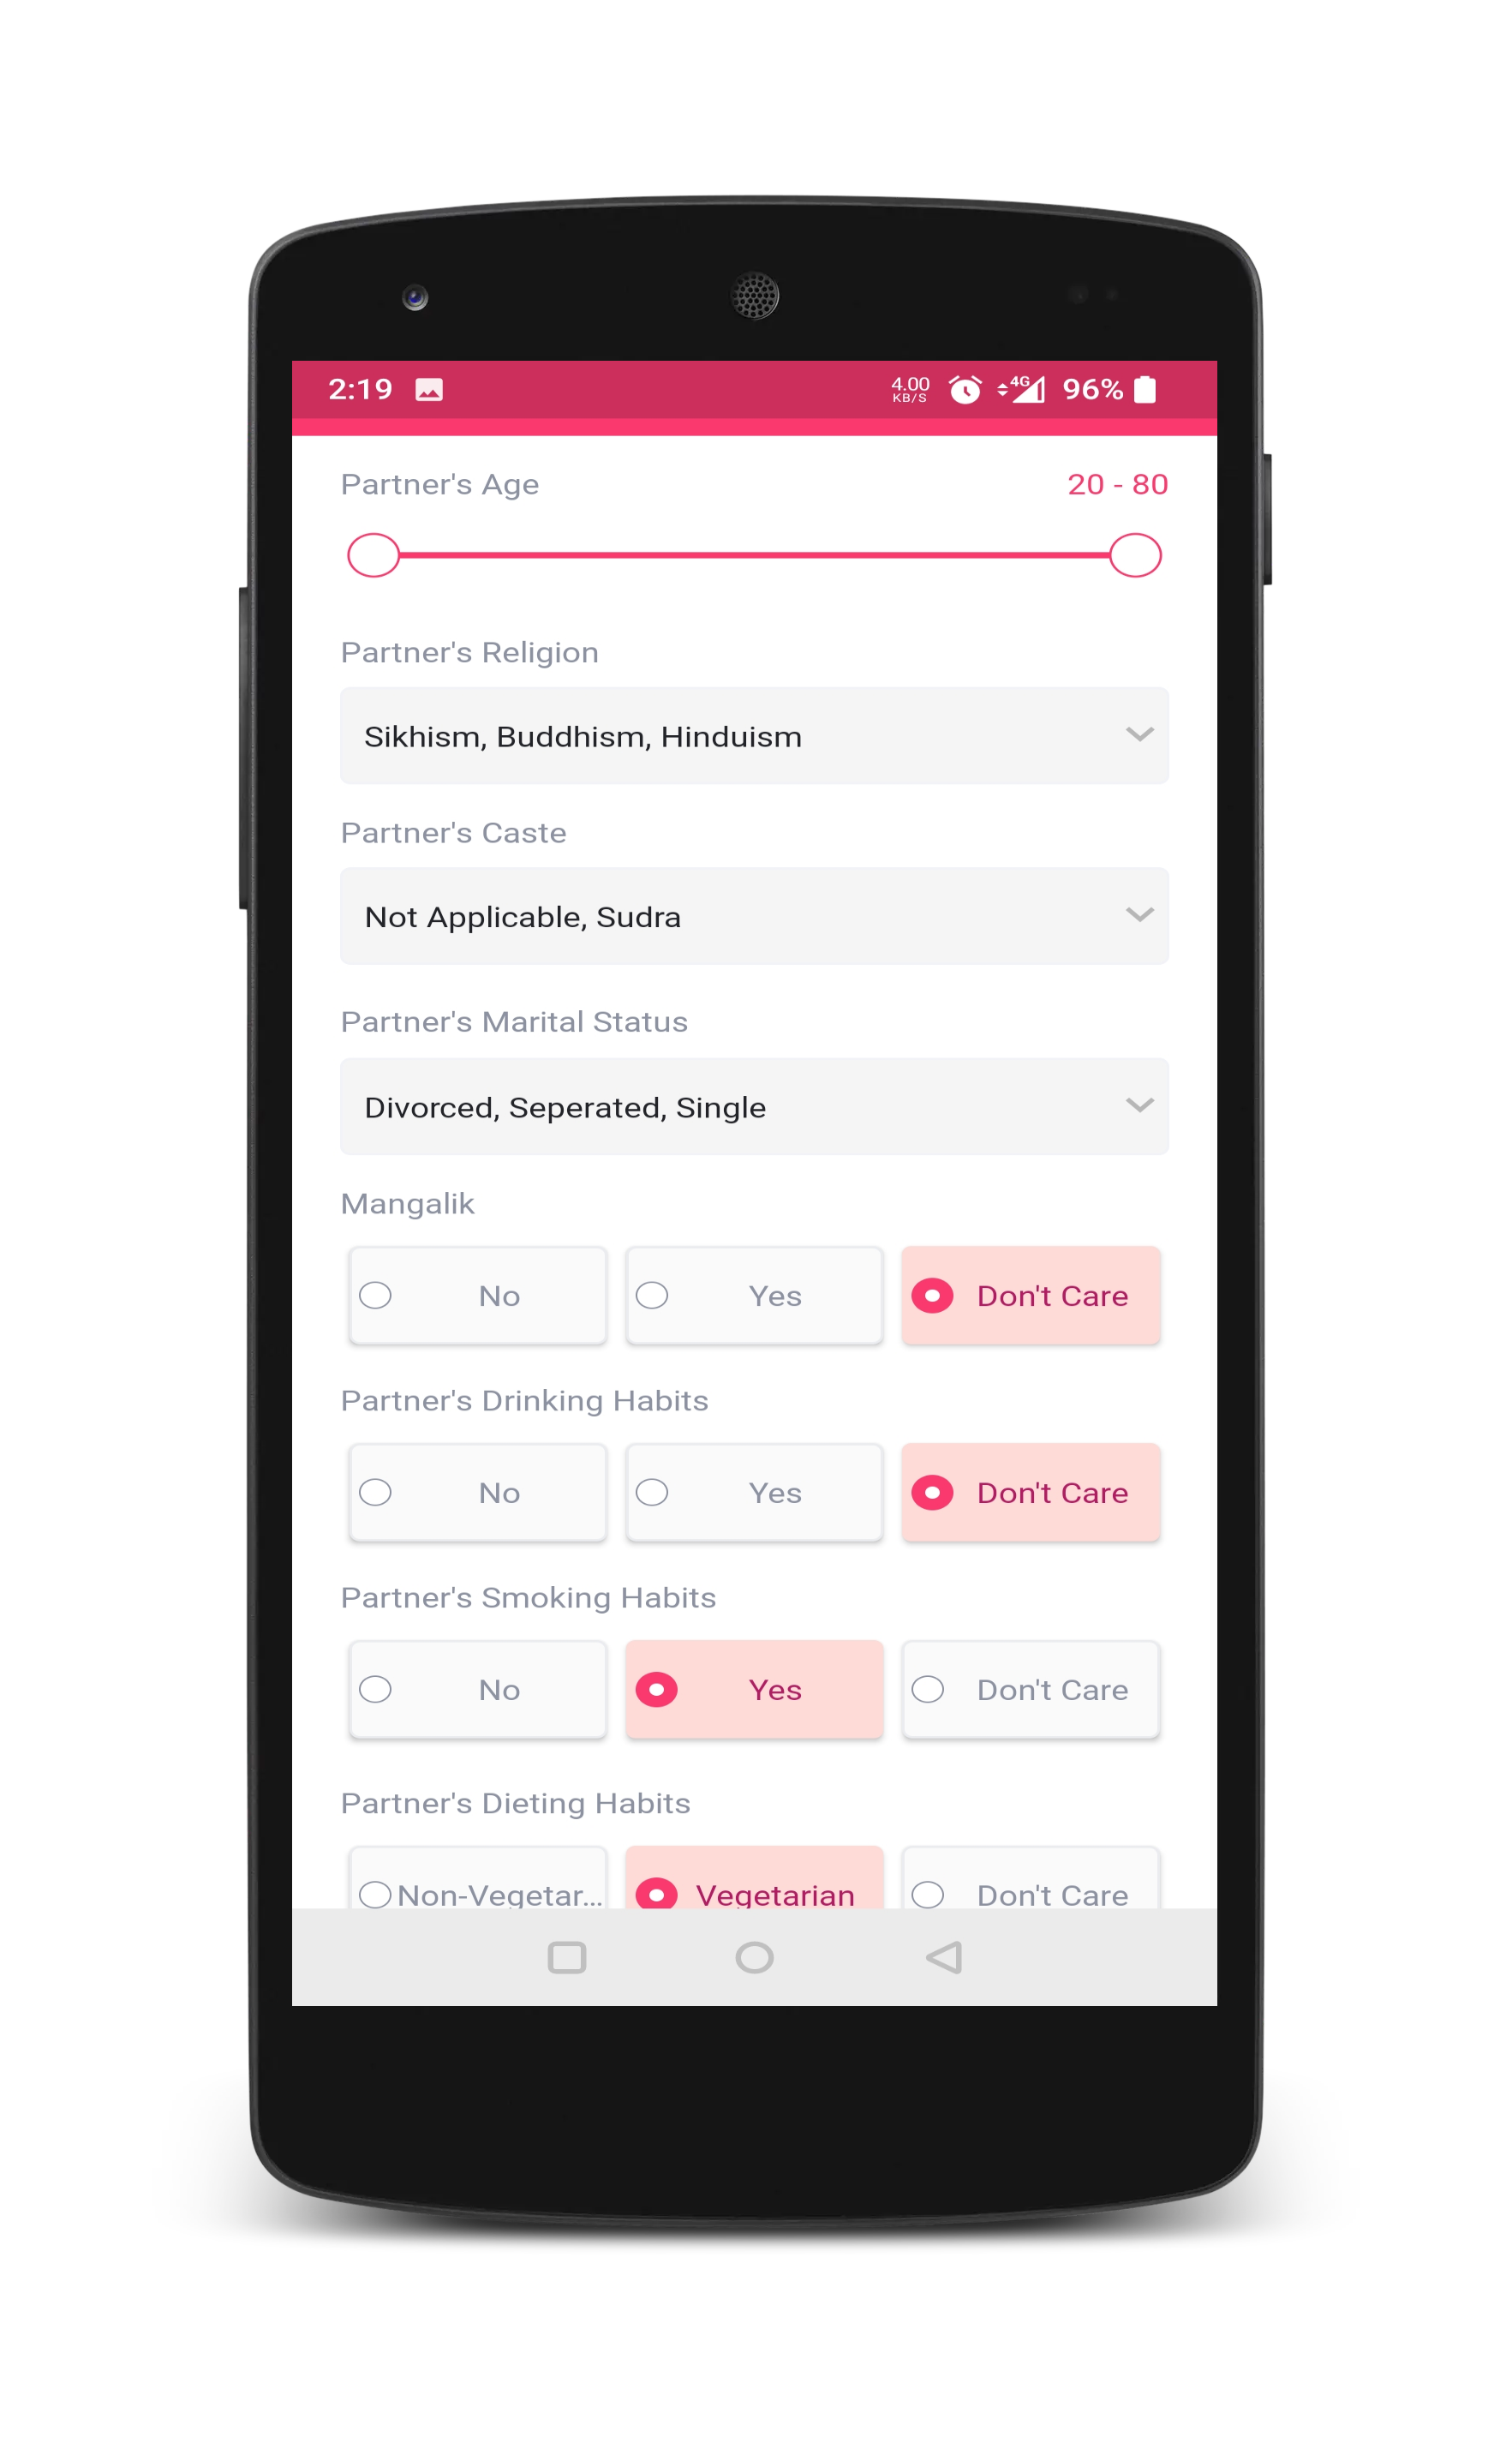 2:19 4.00 KB/S 4G 96%
Partner's Age 20 - 80
Partner's Religion
Sikhism, Buddhism, Hinduism
Partner's Caste
Not Applicable, Sudra
Partner's Marital Status
Divorced, Seperated, Single
Mangalik
No Yes Don't Care
Partner's Drinking Habits
No Yes Don't Care
Partner's Smoking Habits
No Yes Don't Care
Partner's Dieting Habits
Non-Vegetar... Vegetarian Don't Care